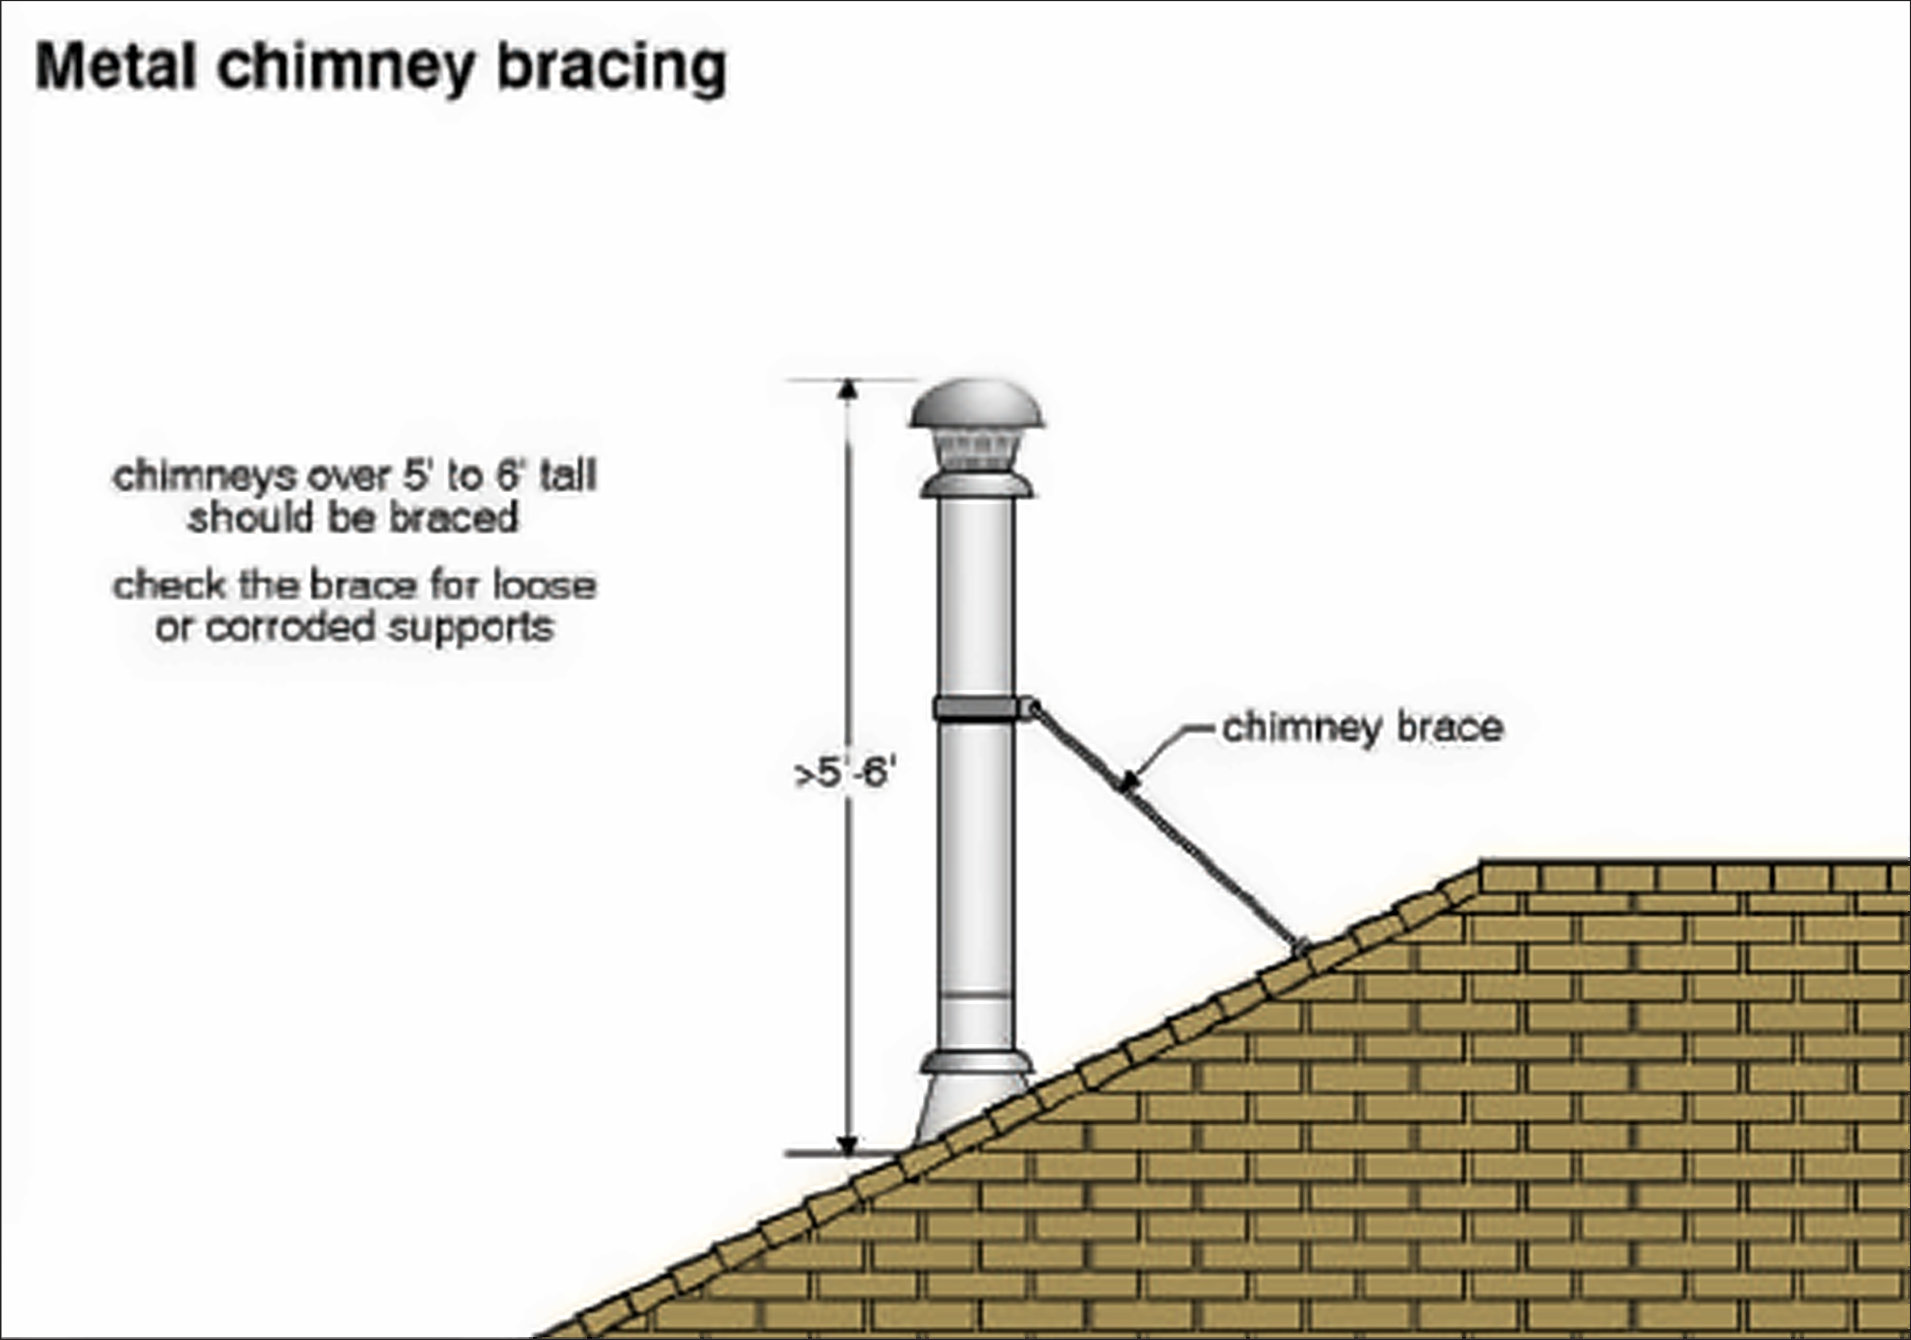 Metal chimney bracing
chimneys over 5' to 6' tall
should be braced
check the brace for loose
or corroded supports
chimney brace
>5'-6'